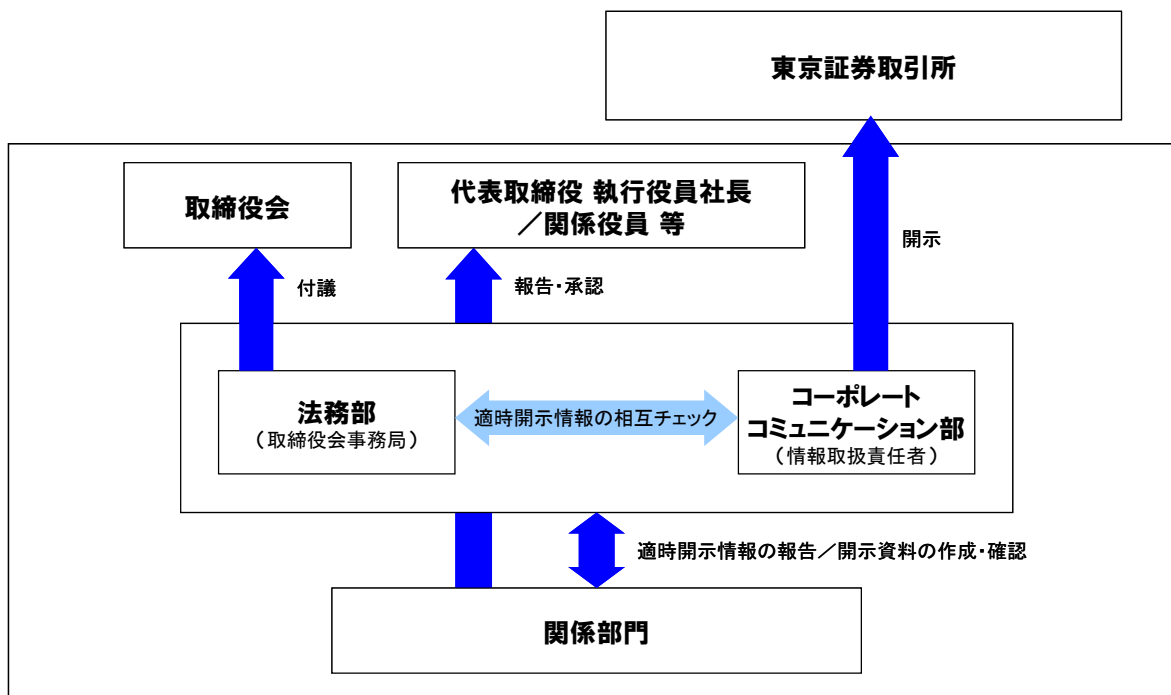 東京証券取引所
取締役会
代表取締役 執行役員社長
／関係役員 等
開示
付議
報告・承認
法務部
（取締役会事務局）
適時開示情報の相互チェック
コーポレート
コミュニケーション部
（情報取扱責任者）
適時開示情報の報告／開示資料の作成・確認
関係部門